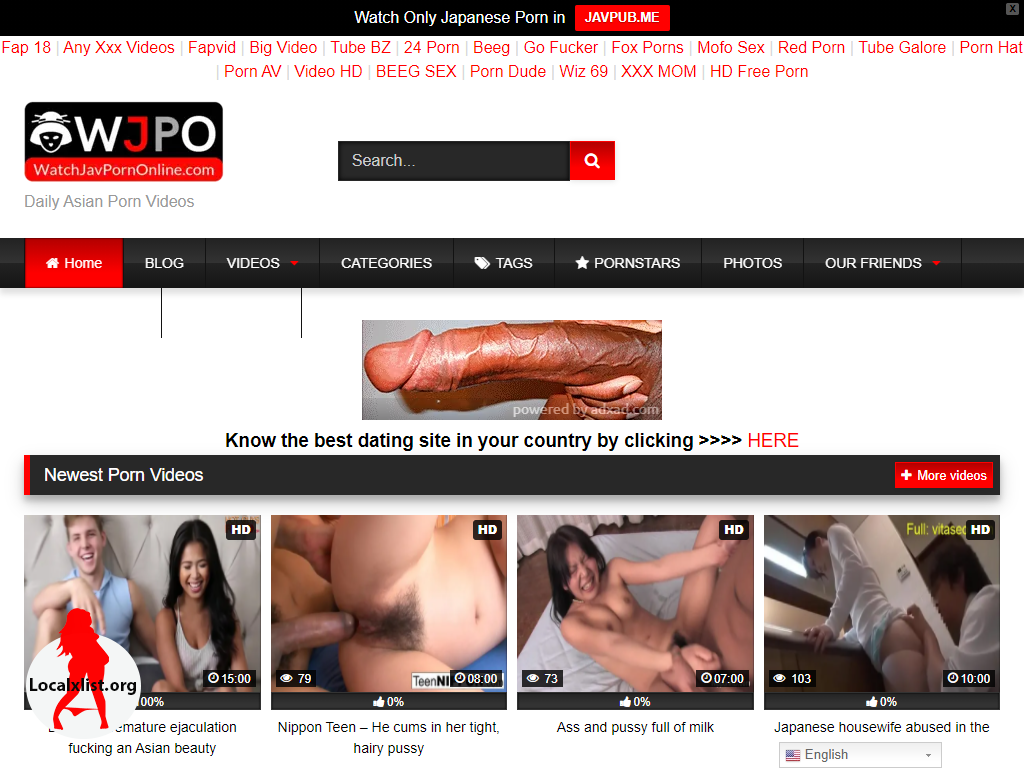 Watch Only Japanese Porn in JAVPUB.ME
X
Fap 18 | Any Xxx Videos | Fapvid | Big Video | Tube BZ | 24 Porn | Beeg | Go Fucker | Fox Porns | Mofo Sex | Red Porn | Tube Galore | Porn Hat
| Porn AV | Video HD | BEEG SEX | Porn Dude | Wiz 69 | XXX MOM | HD Free Porn
WJPO
WatchJavPornOnline.com
Search...
Daily Asian Porn Videos
Home BLOG VIDEOS CATEGORIES TAGS PORNSTARS PHOTOS OUR FRIENDS
powered by adxad.com
Know the best dating site in your country by clicking >>>> HERE
Newest Porn Videos + More videos
HD HD HD Full: HD
Localxlist.org
15:00 79 08:00 73 07:00 103 10:00
00% 0% 0% 0%
emature ejaculation
fucking an Asian beauty
Nippon Teen – He cums in her tight,
hairy pussy
Ass and pussy full of milk
Japanese housewife abused in the
English